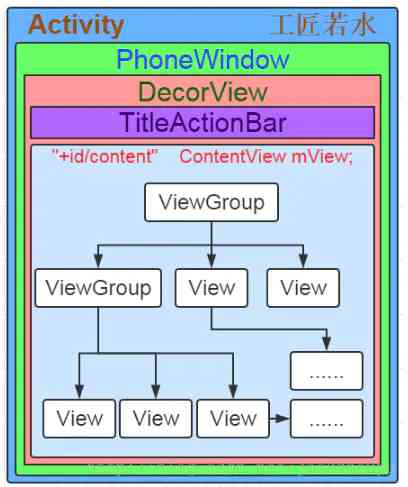 Activity 工匠若水
PhoneWindow
DecorView
TitleActionBar
"+id/content" ContentView mView;
ViewGroup
ViewGroup View View
......
View View View ......